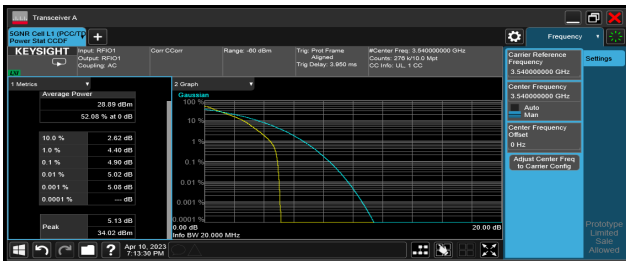 Transceiver A
5GNR Cell L1 (PCC/TD
Power Stat CCDF
Frequency
KEYSIGHT
LXI
Input: RFIO1
Output: RFIO1
Coupling: AC
Corr CCorr
Range: -60 dBm
Trig: Prot Frame
Aligned
Trig Delay: 3.950 ms
#Center Freq: 3.540000000 GHz
Counts: 276 k/10.0 Mpt
CC Info: UL, 1 CC
1 Metrics
Average Power
28.89 dBm
52.08 % at 0 dB
10.0 % 2.62 dB
1.0 % 4.40 dB
0.1 % 4.90 dB
0.01 % 5.02 dB
0.001 % 5.08 dB
0.0001 % --- dB
Peak
5.13 dB
34.02 dBm
2 Graph
Gaussian
100 %
10 %
1 %
0.1 %
0.01 %
0.001 %
0.0001 %
0.00 dB 20.00 dB
Info BW 20.000 MHz
Carrier Reference
Frequency
3.540000000 GHz
Center Frequency
3.540000000 GHz
Auto
Man
Center Frequency
Offset
0 Hz
Adjust Center Freq
to Carrier Config
Settings
Prototype
Limited
Sale
Allowed
Apr 10, 2023
7:13:30 PM